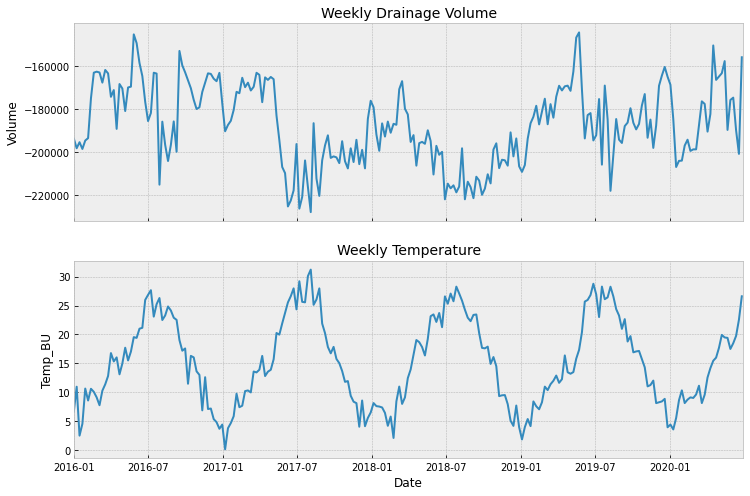 Weekly Drainage Volume
Volume
−160000
−180000
−200000
−220000
Weekly Temperature
Temp_BU
30
25
20
15
10
5
0
2016-01 2016-07 2017-01 2017-07 2018-01 2018-07 2019-01 2019-07 2020-01
Date